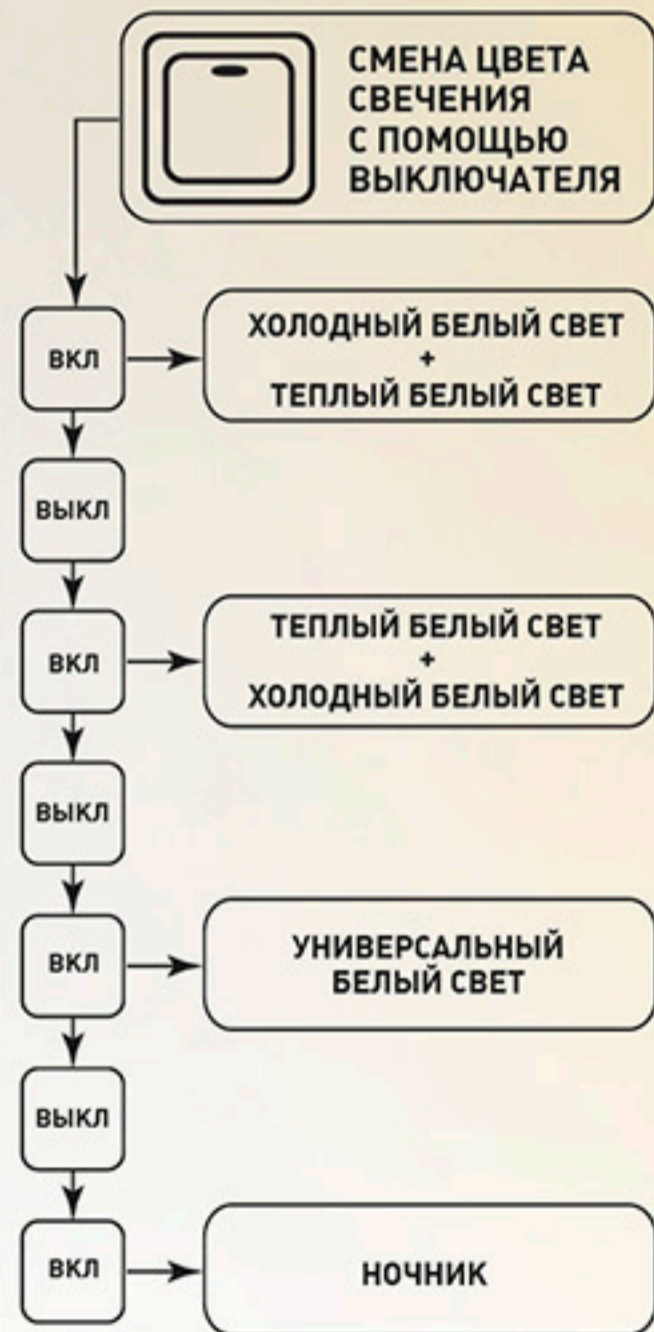 СМЕНА ЦВЕТА
СВЕЧЕНИЯ
С ПОМОЩЬЮ
ВЫКЛЮЧАТЕЛЯ
ВКЛ
ХОЛОДНЫЙ БЕЛЫЙ СВЕТ
+
ТЕПЛЫЙ БЕЛЫЙ СВЕТ
ВЫКЛ
ВКЛ
ТЕПЛЫЙ БЕЛЫЙ СВЕТ
+
ХОЛОДНЫЙ БЕЛЫЙ СВЕТ
ВЫКЛ
ВКЛ
УНИВЕРСАЛЬНЫЙ
БЕЛЫЙ СВЕТ
ВЫКЛ
ВКЛ
НОЧНИК